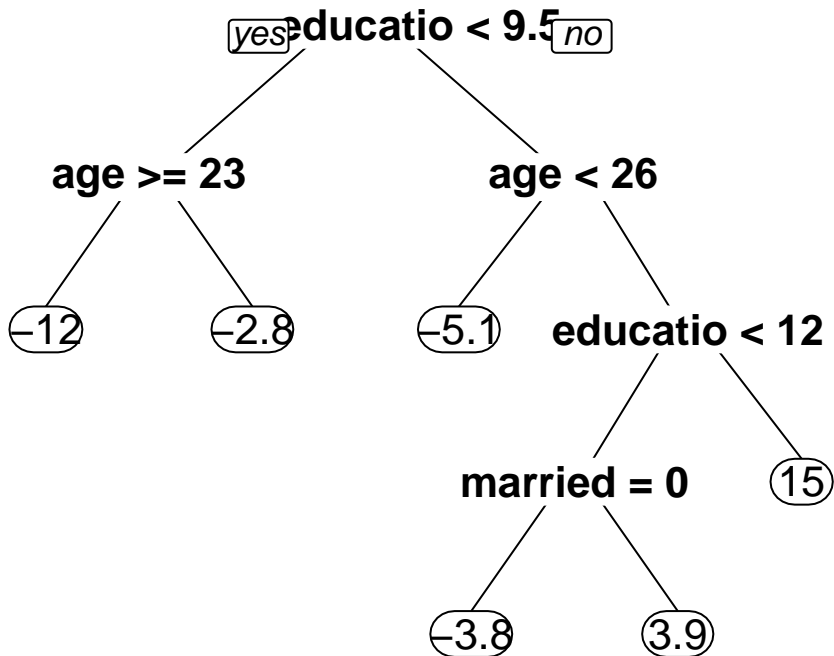 yes educatio < 9.5 no
age >= 23 age < 26
−12 −2.8 −5.1 educatio < 12
married = 0 15
−3.8 3.9